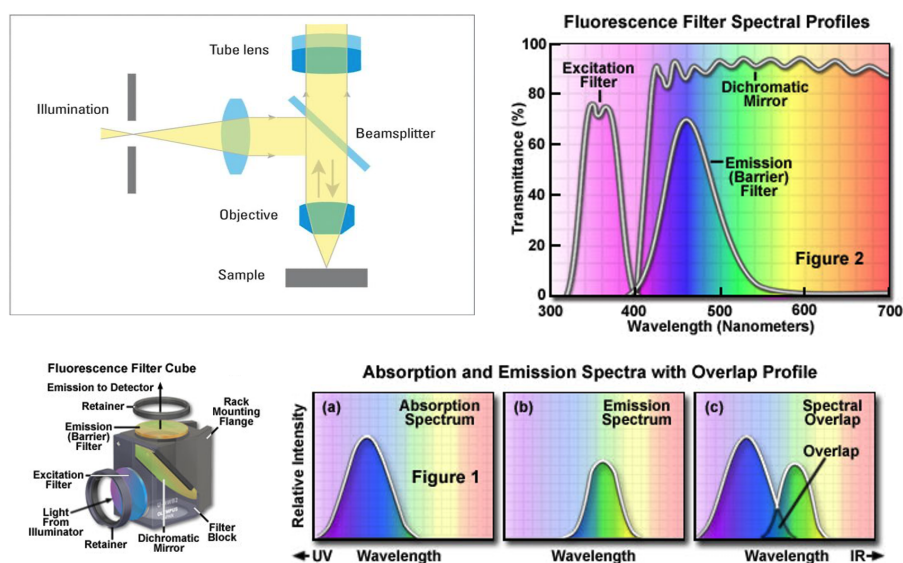 Tube lens
Illumination
Beamsplitter
Objective
Sample
Fluorescence Filter Spectral Profiles
Transmittance (%)
100
80
60
40
20
0
Excitation
Filter
Dichromatic
Mirror
Emission
(Barrier)
Filter
Figure 2
300
400
500
600
700
Wavelength (Nanometers)
Fluorescence Filter Cube
Emission to Detector
Retainer
Rack
Mounting
Flange
Emission
(Barrier)
Filter
Excitation
Filter
Light
From
Illuminator
Retainer
Dichromatic
Mirror
Filter
Block
Absorption and Emission Spectra with Overlap Profile
Relative Intensity
(a)
Absorption
Spectrum
Figure 1
(b)
Emission
Spectrum
(c)
Spectral
Overlap
Overlap
UV
Wavelength
Wavelength
Wavelength
IR